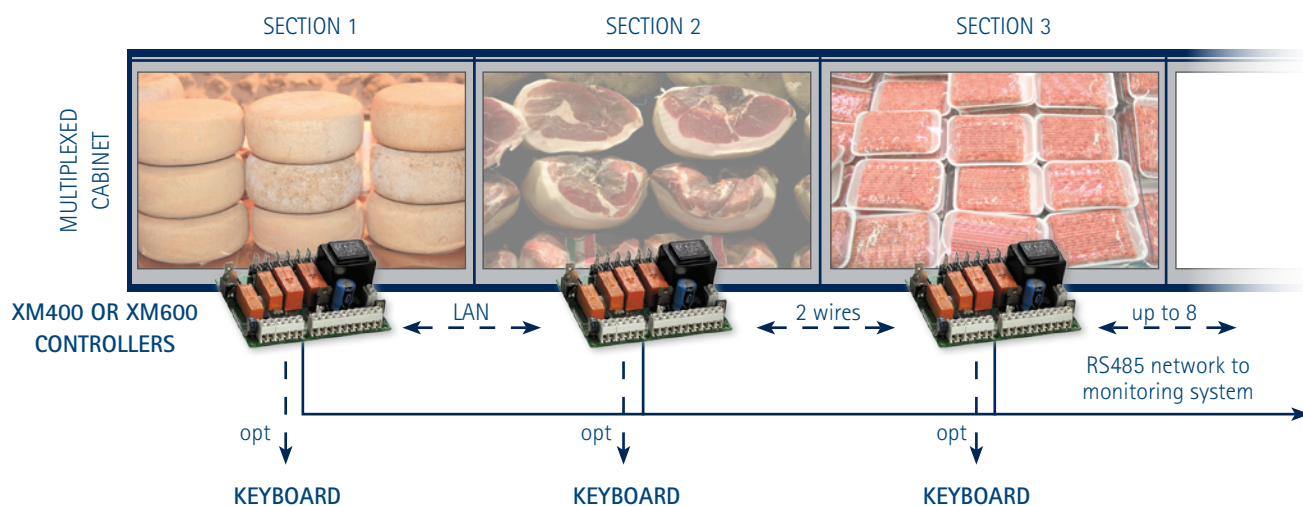 SECTION 1
SECTION 2
SECTION 3
MULTIPLEXED
CABINET
XM400 OR XM600
CONTROLLERS
LAN
2 wires
up to 8
RS485 network to
monitoring system
opt
opt
opt
KEYBOARD
KEYBOARD
KEYBOARD